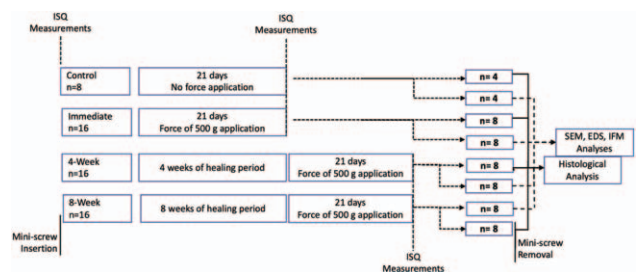 ISQ
Measurements
ISQ
Measurements
Control
n=8
21 days
No force application
n= 4
n= 4
Immediate
n=16
21 days
Force of 500 g application
n= 8
n= 8
SEM, EDS, IFM
Analyses
4-Week
n=16
4 weeks of healing period
21 days
Force of 500 g application
n= 8
n= 8
Histological
Analysis
8-Week
n=16
8 weeks of healing period
21 days
Force of 500 g application
n= 8
n= 8
Mini-screw
Insertion
ISQ
Measurements
Mini-screw
Removal